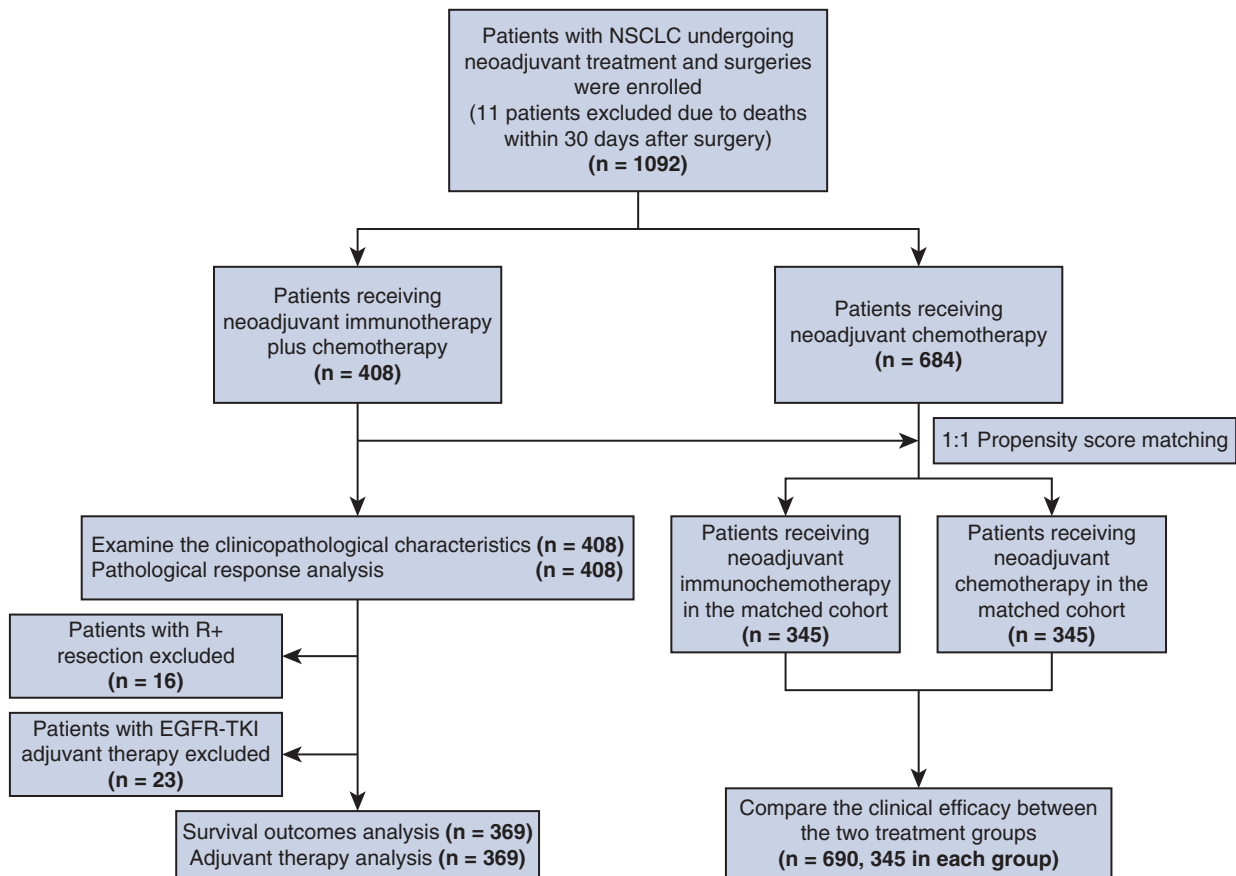 Patients with NSCLC undergoing
neoadjuvant treatment and surgeries
were enrolled
(11 patients excluded due to deaths
within 30 days after surgery)
(n = 1092)
Patients receiving
neoadjuvant immunotherapy
plus chemotherapy
(n = 408)
Patients receiving
neoadjuvant chemotherapy
(n = 684)
1:1 Propensity score matching
Examine the clinicopathological characteristics (n = 408)
Pathological response analysis (n = 408)
Patients receiving
neoadjuvant
immunochemotherapy
in the matched cohort
(n = 345)
Patients receiving
neoadjuvant
chemotherapy in the
matched cohort
(n = 345)
Patients with R+
resection excluded
(n = 16)
Patients with EGFR-TKI
adjuvant therapy excluded
(n = 23)
Survival outcomes analysis (n = 369)
Adjuvant therapy analysis (n = 369)
Compare the clinical efficacy between
the two treatment groups
(n = 690, 345 in each group)